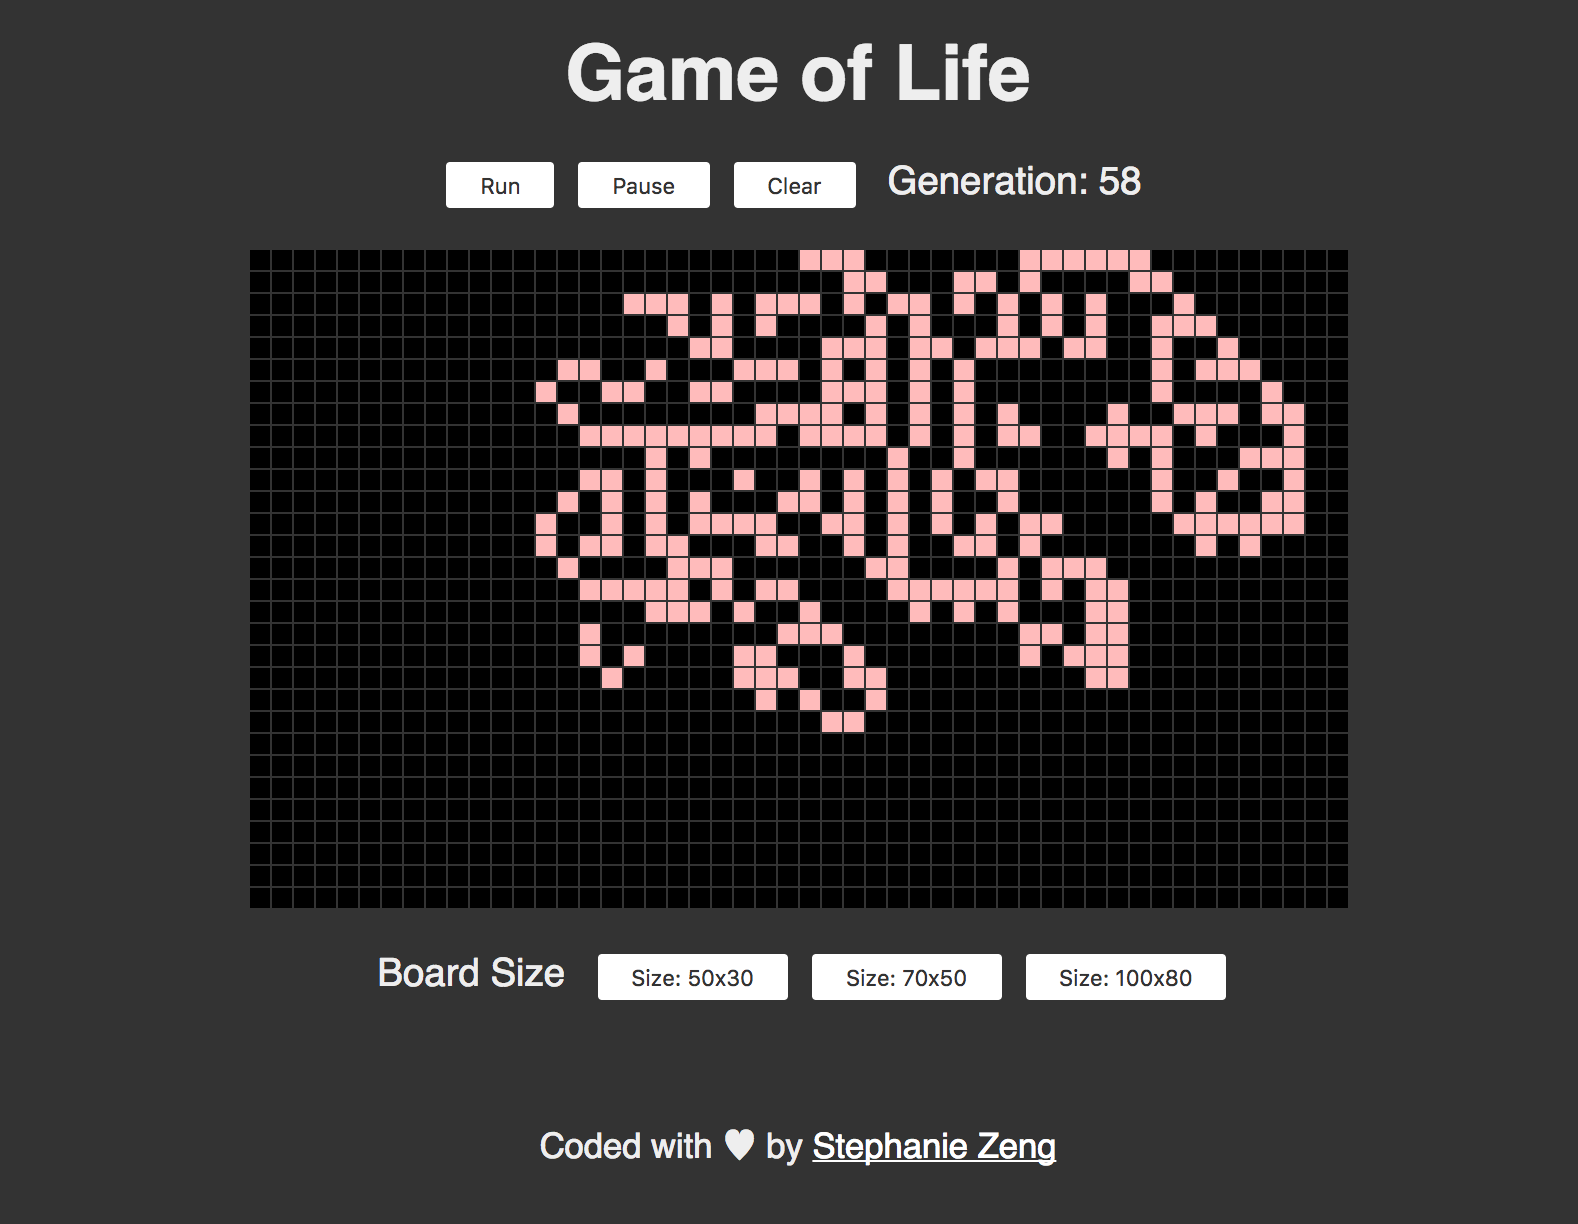 Game of Life
Run Pause Clear Generation: 58
Board Size Size: 50x30 Size: 70x50 Size: 100x80
Coded with ♥ by Stephanie Zeng